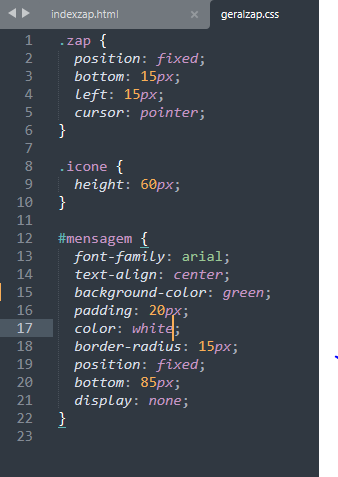 indexzap.html × geralzap.css
1 .zap {
2 position: fixed;
3 bottom: 15px;
4 left: 15px;
5 cursor: pointer;
6 }
7
8 .icone {
9 height: 60px;
10 }
11
12 #mensagem {
13 font-family: arial;
14 text-align: center;
15 background-color: green;
16 padding: 20px;
17 color: white;
18 border-radius: 15px;
19 position: fixed;
20 bottom: 85px;
21 display: none;
22 }
23